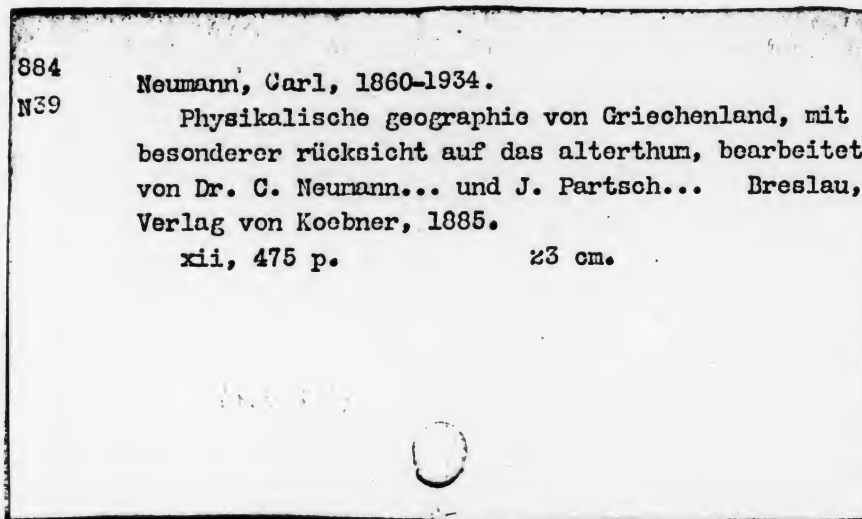 884
N39
Neumann, Carl, 1860-1934.
Physikalische geographie von Griechenland, mit
besonderer rücksicht auf das alterthum, bearbeitet
von Dr. C. Neumann... und J. Partsch... Breslau,
Verlag von Koebner, 1885.
xii, 475 p. 23 cm.